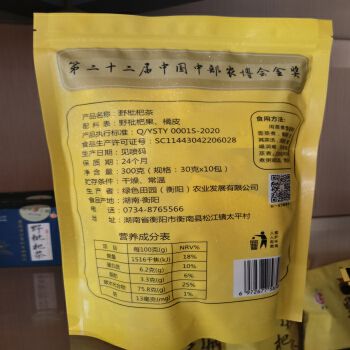 第二十二届中国中部农博会金奖
产品名称：野枇杷茶
配 料 表：野枇杷果、橘皮
产品执行标准：Q/YSTY 0001S-2020
食品生产许可证号：SC11443042206028
生产日期：见喷码
保 质 期：24个月
净 含 量：300克（规格：30克×10包）
贮存条件：干燥、常温
生 产 商：绿色田园（衡阳）农业发展有限公司
食品产地：湖南·衡阳
电 话：0734-8765566
地 址：湖南省衡阳市衡南县松江镇太平村
食用方法：
营养成分表
项目 每100克(g) NRV%
能量 1516千焦(kJ) 18%
蛋白质 6.2克(g) 10%
脂肪 3.3克(g) 6%
碳水化合物 75.8克(g) 25%
钠 13毫克(mg) 1%
野枇杷茶